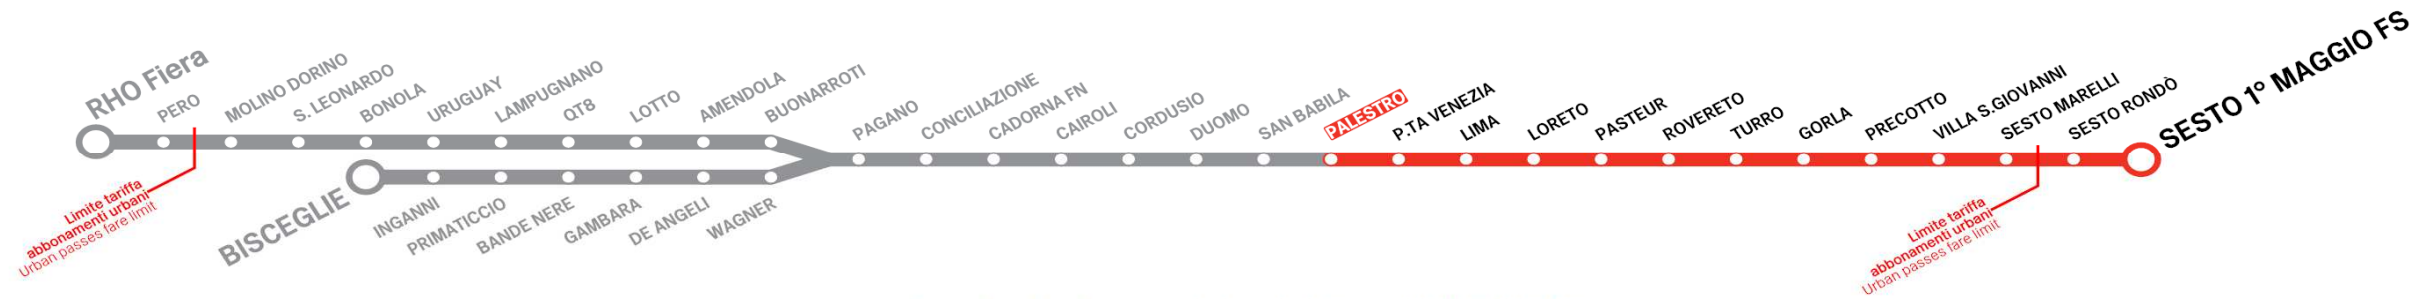 RHO Fiera
PERO
MOLINO DORINO
S. LEONARDO
BONOLA
URUGUAY
LAMPUGNANO
QT8
LOTTO
AMENDOLA
BUONARROTI
PAGANO
CONCILIAZIONE
CADORNA FN
CAIROLI
CORDUSIO
DUOMO
SAN BABILA
PALESTRO
P.TA VENEZIA
LIMA
LORETO
PASTEUR
ROVERETO
TURRO
GORLA
PRECOTTO
VILLA S.GIOVANNI
SESTO MARELLI
SESTO RONDÒ
SESTO 1° MAGGIO FS
Limite tariffa
abbonamenti urbani
Urban passes fare limit
BISCEGLIE
INGANNI
PRIMATICCIO
BANDE NERE
GAMBARA
DE ANGELI
WAGNER
Limite tariffa
abbonamenti urbani
Urban passes fare limit